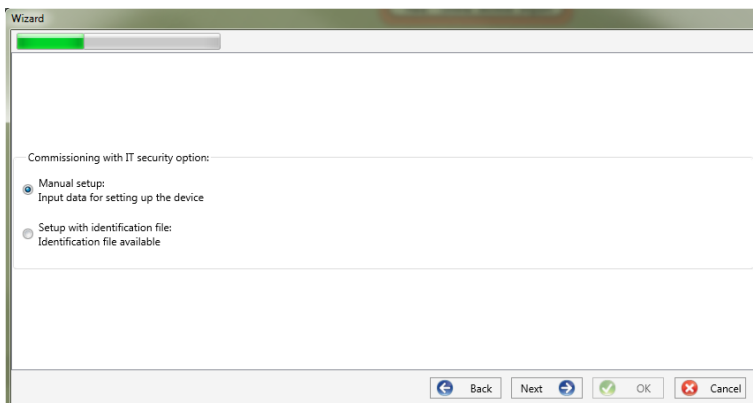 Wizard
Commissioning with IT security option:
Manual setup:
Input data for setting up the device
Setup with identification file:
Identification file available
Back Next OK Cancel